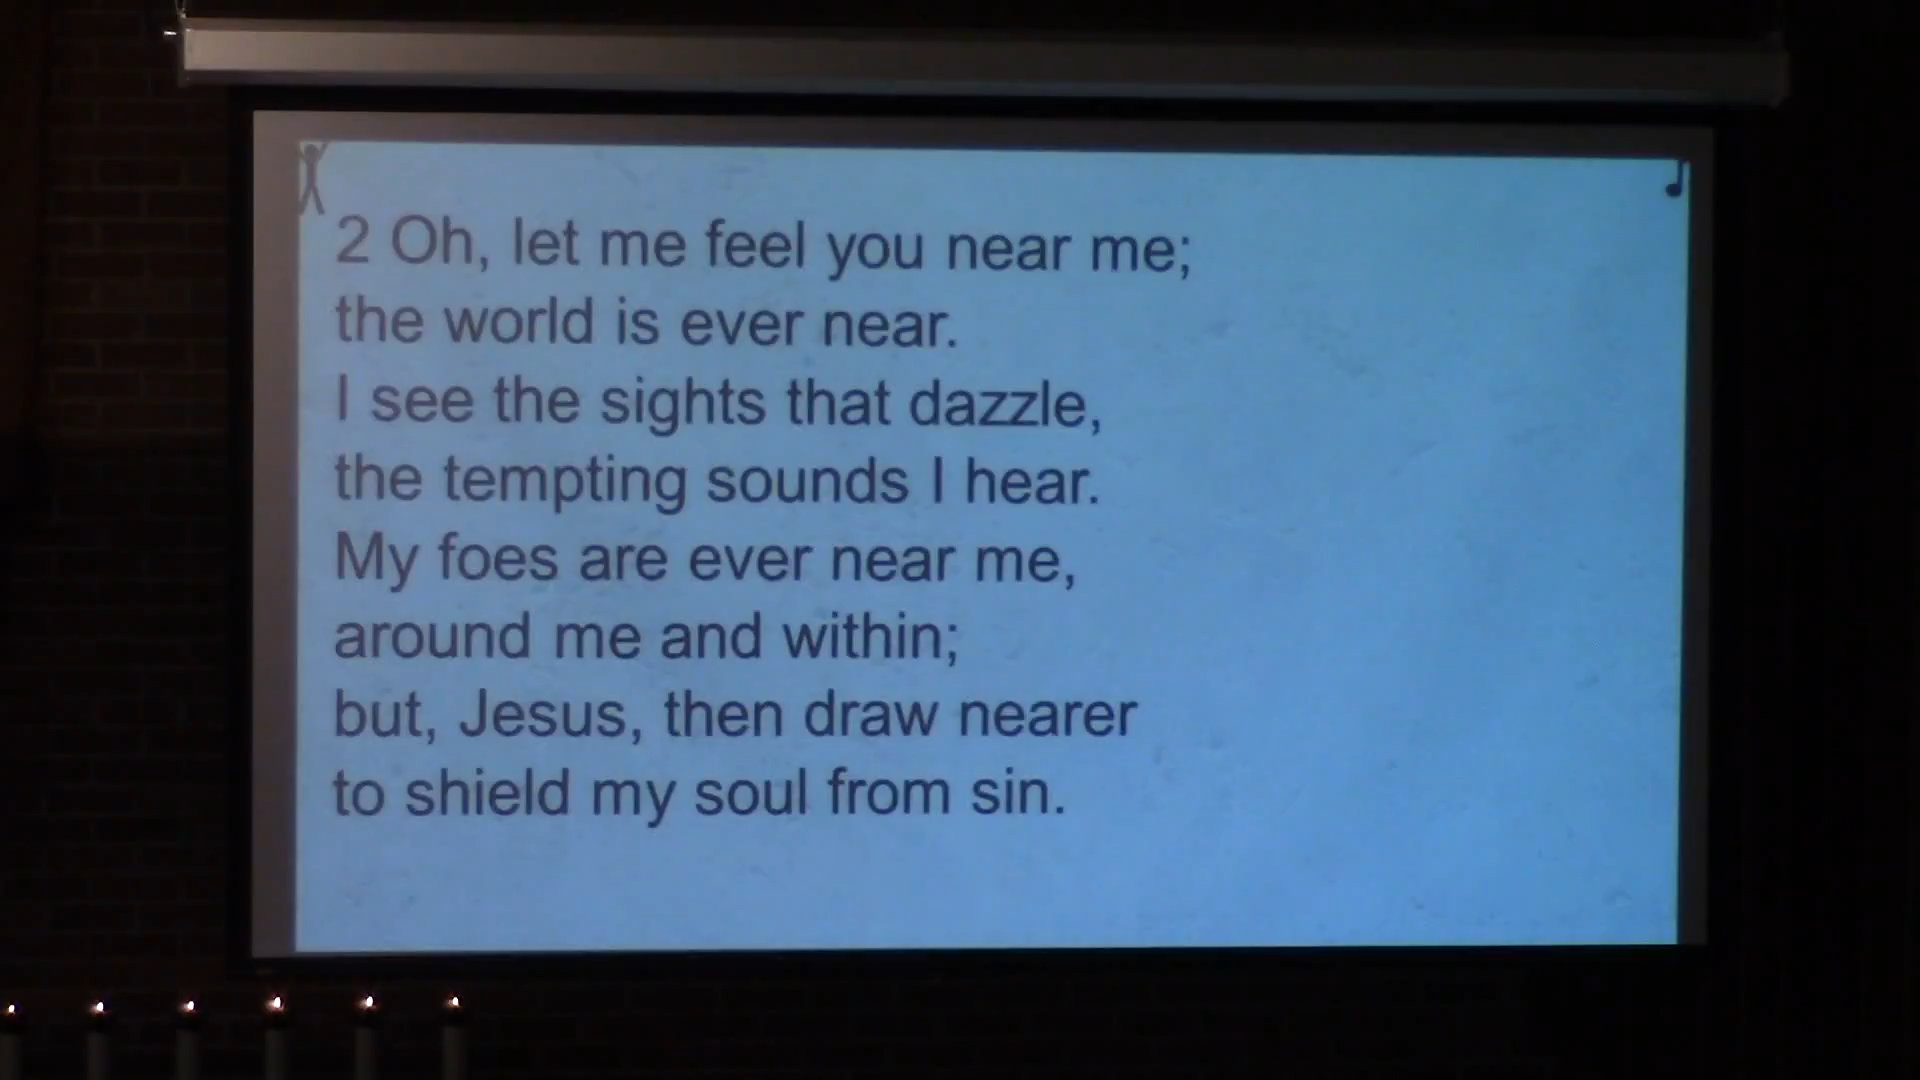 2 Oh, let me feel you near me;
the world is ever near.
I see the sights that dazzle,
the tempting sounds I hear.
My foes are ever near me,
around me and within;
but, Jesus, then draw nearer
to shield my soul from sin.